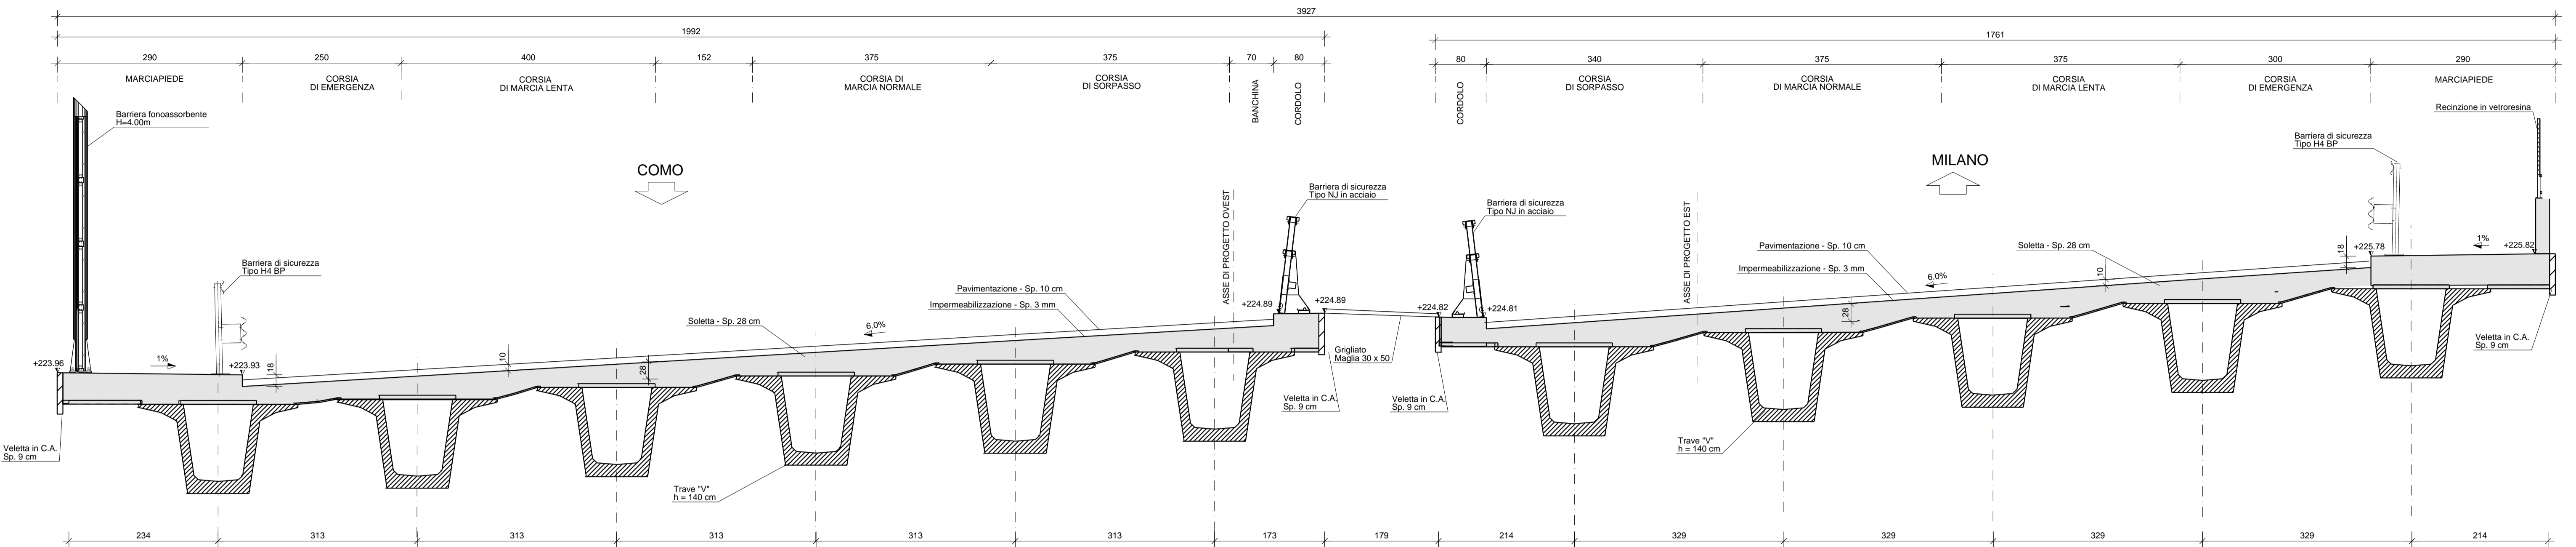 3927
1992
1761
290
250
400
152
375
375
70
80
80
340
375
375
300
290
MARCIAPIEDE
CORSIA
DI EMERGENZA
CORSIA
DI MARCIA LENTA
CORSIA DI
MARCIA NORMALE
CORSIA
DI SORPASSO
BANCHINA
CORDOLO
CORDOLO
CORSIA
DI SORPASSO
CORSIA
DI MARCIA NORMALE
CORSIA
DI MARCIA LENTA
CORSIA
DI EMERGENZA
MARCIAPIEDE
Barriera fonoassorbente
H=4.00m
Recinzione in vetroresina
Barriera di sicurezza
Tipo H4 BP
COMO
MILANO
Barriera di sicurezza
Tipo NJ in acciaio
Barriera di sicurezza
Tipo NJ in acciaio
ASSE DI PROGETTO OVEST
ASSE DI PROGETTO EST
Barriera di sicurezza
Tipo H4 BP
Pavimentazione - Sp. 10 cm
Impermeabilizzazione - Sp. 3 mm
Soletta - Sp. 28 cm
6.0%
+224.89
+224.89
+224.82
+224.81
Pavimentazione - Sp. 10 cm
Impermeabilizzazione - Sp. 3 mm
Soletta - Sp. 28 cm
6.0%
18
+225.78
1%
+225.82
10
28
+223.96
1%
+223.93
18
10
28
Grigliato
Maglia 30 x 50
Veletta in C.A.
Sp. 9 cm
Veletta in C.A.
Sp. 9 cm
Veletta in C.A.
Sp. 9 cm
Veletta in C.A.
Sp. 9 cm
Trave "V"
h = 140 cm
Trave "V"
h = 140 cm
234
313
313
313
313
313
173
179
214
329
329
329
329
214